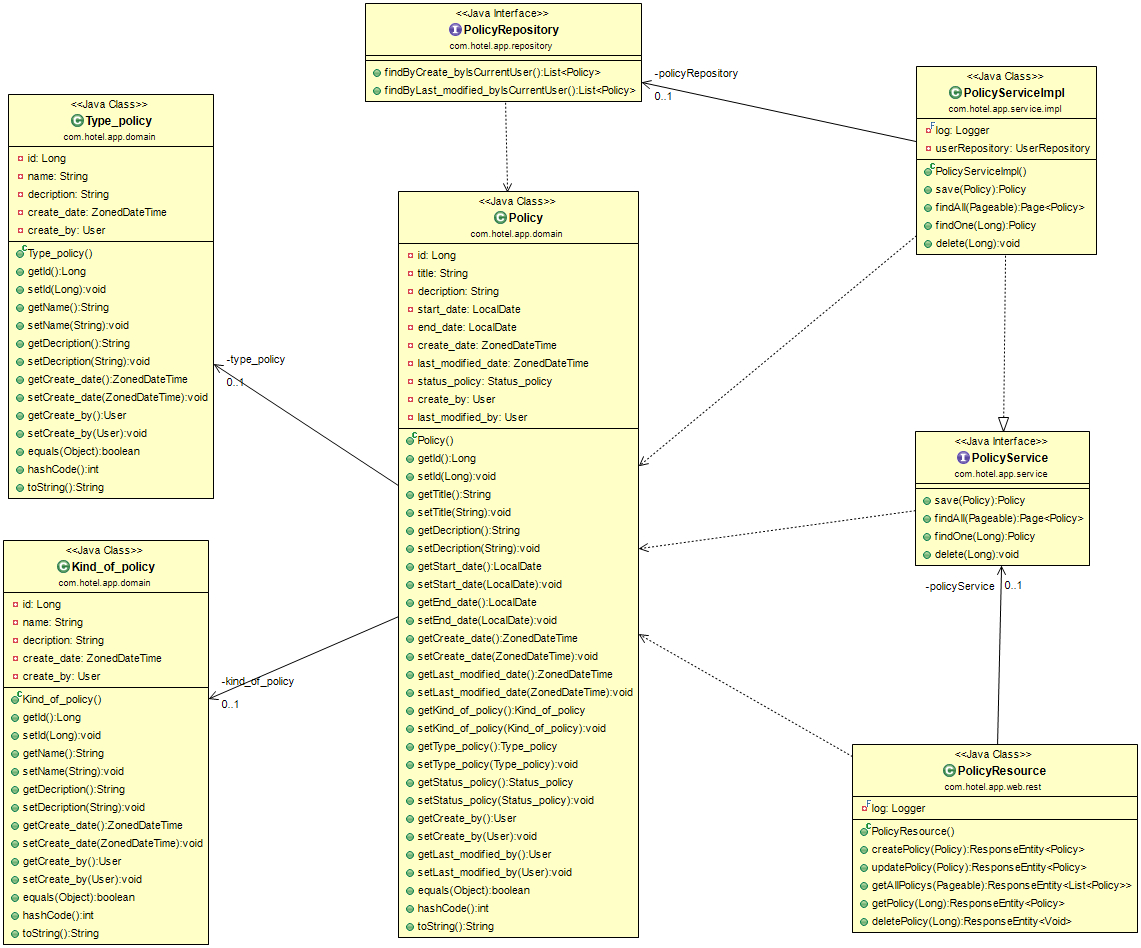 <<Java Interface>>
PolicyRepository
com.hotel.app.repository
findByCreate_byIsCurrentUser():List<Policy>
findByLast_modified_byIsCurrentUser():List<Policy>
-policyRepository
0..1
<<Java Class>>
PolicyServiceImpl
com.hotel.app.service.impl
log: Logger
userRepository: UserRepository
PolicyServiceImpl()
save(Policy):Policy
findAll(Pageable):Page<Policy>
findOne(Long):Policy
delete(Long):void
<<Java Class>>
Type_policy
com.hotel.app.domain
id: Long
name: String
decription: String
create_date: ZonedDateTime
create_by: User
Type_policy()
getId():Long
setId(Long):void
getName():String
setName(String):void
getDecription():String
setDecription(String):void
getCreate_date():ZonedDateTime
setCreate_date(ZonedDateTime):void
getCreate_by():User
setCreate_by(User):void
equals(Object):boolean
hashCode():int
toString():String
-type_policy
0..1
<<Java Class>>
Policy
com.hotel.app.domain
id: Long
title: String
decription: String
start_date: LocalDate
end_date: LocalDate
create_date: ZonedDateTime
last_modified_date: ZonedDateTime
status_policy: Status_policy
create_by: User
last_modified_by: User
Policy()
getId():Long
setId(Long):void
getTitle():String
setTitle(String):void
getDecription():String
setDecription(String):void
getStart_date():LocalDate
setStart_date(LocalDate):void
getEnd_date():LocalDate
setEnd_date(LocalDate):void
getCreate_date():ZonedDateTime
setCreate_date(ZonedDateTime):void
getLast_modified_date():ZonedDateTime
setLast_modified_date(ZonedDateTime):void
getKind_of_policy():Kind_of_policy
setKind_of_policy(Kind_of_policy):void
getType_policy():Type_policy
setType_policy(Type_policy):void
getStatus_policy():Status_policy
setStatus_policy(Status_policy):void
getCreate_by():User
setCreate_by(User):void
getLast_modified_by():User
setLast_modified_by(User):void
equals(Object):boolean
hashCode():int
toString():String
<<Java Interface>>
PolicyService
com.hotel.app.service
save(Policy):Policy
findAll(Pageable):Page<Policy>
findOne(Long):Policy
delete(Long):void
-policyService
0..1
<<Java Class>>
Kind_of_policy
com.hotel.app.domain
id: Long
name: String
decription: String
create_date: ZonedDateTime
create_by: User
Kind_of_policy()
getId():Long
setId(Long):void
getName():String
setName(String):void
getDecription():String
setDecription(String):void
getCreate_date():ZonedDateTime
setCreate_date(ZonedDateTime):void
getCreate_by():User
setCreate_by(User):void
equals(Object):boolean
hashCode():int
toString():String
-kind_of_policy
0..1
<<Java Class>>
PolicyResource
com.hotel.app.web.rest
log: Logger
PolicyResource()
createPolicy(Policy):ResponseEntity<Policy>
updatePolicy(Policy):ResponseEntity<Policy>
getAllPolicys(Pageable):ResponseEntity<List<Policy>>
getPolicy(Long):ResponseEntity<Policy>
deletePolicy(Long):ResponseEntity<Void>